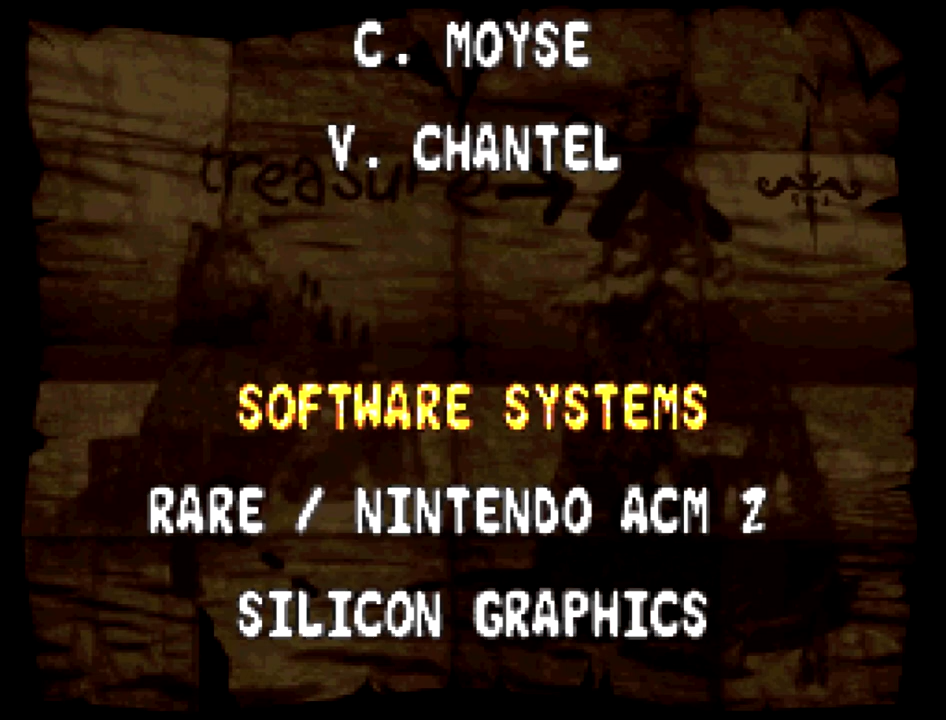 C. MOYSE
V. CHANTEL
N
treasure
SOFTWARE SYSTEMS
RARE / NINTENDO ACM 2
SILICON GRAPHICS